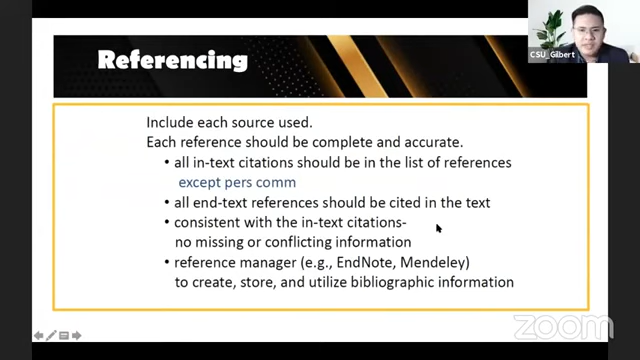 Referencing
CSU_Gilbert
Include each source used.
Each reference should be complete and accurate.
• all in-text citations should be in the list of references
except pers comm
• all end-text references should be cited in the text
• consistent with the in-text citations-
no missing or conflicting information
• reference manager (e.g., EndNote, Mendeley)
to create, store, and utilize bibliographic information
zoom